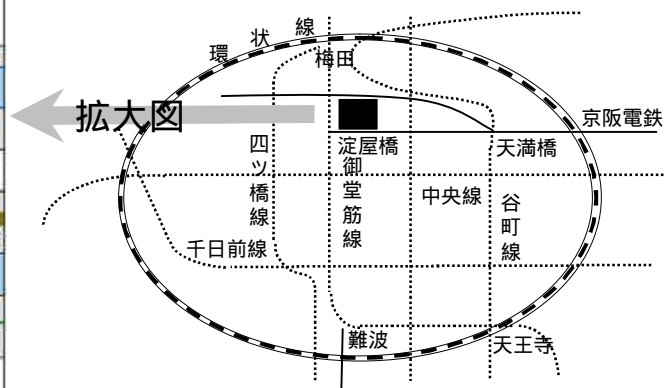 環状線
梅田
拡大図
京阪電鉄
淀屋橋
天満橋
四ツ橋線
御堂筋線
中央線
谷町線
千日前線
難波
天王寺